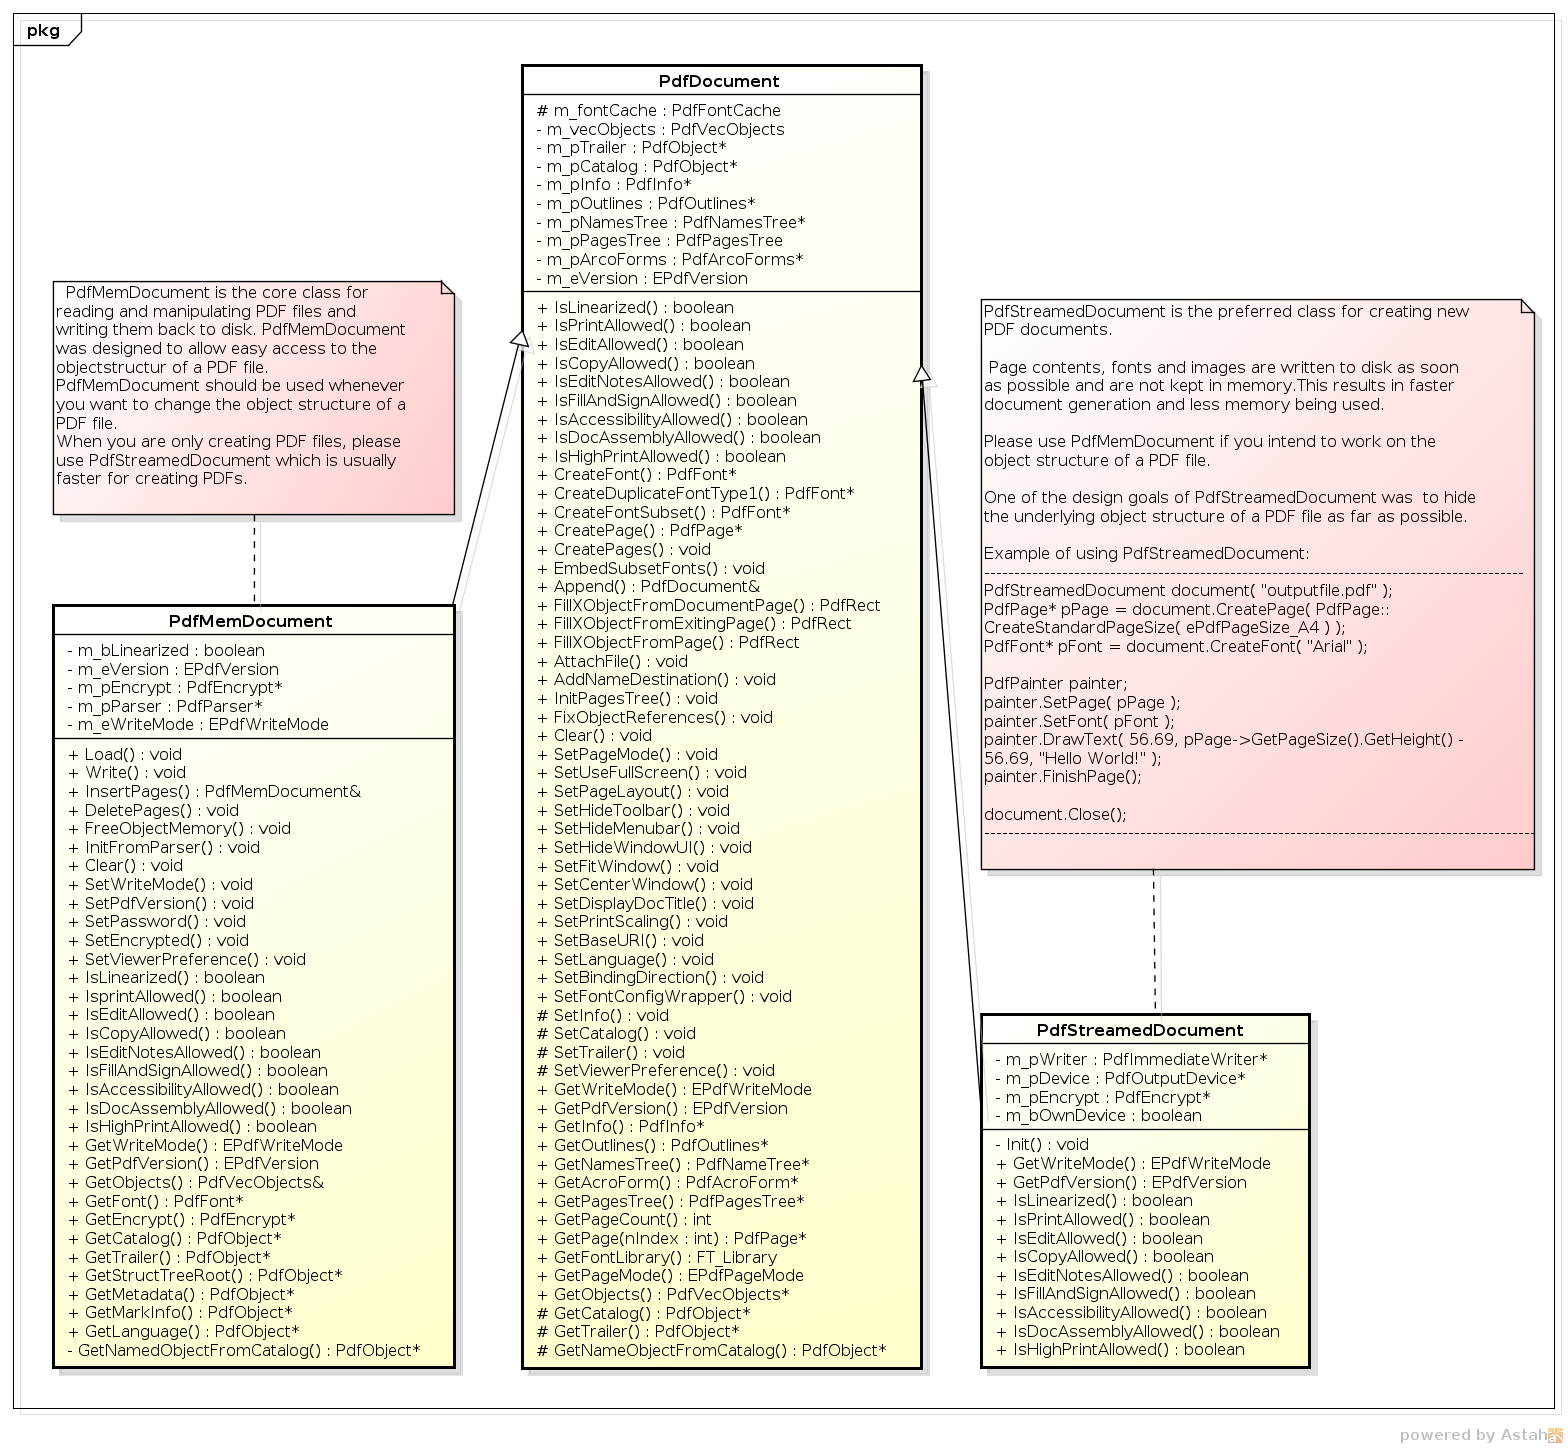 pkg
PdfDocument
# m_fontCache : PdfFontCache
- m_vecObjects : PdfVecObjects
- m_pTrailer : PdfObject*
- m_pCatalog : PdfObject*
- m_pInfo : PdfInfo*
- m_pOutlines : PdfOutlines*
- m_pNamesTree : PdfNamesTree*
- m_pPagesTree : PdfPagesTree
- m_pArcoForms : PdfArcoForms*
- m_eVersion : EPdfVersion
+ IsLinearized() : boolean
+ IsPrintAllowed() : boolean
+ IsEditAllowed() : boolean
+ IsCopyAllowed() : boolean
+ IsEditNotesAllowed() : boolean
+ IsFillAndSignAllowed() : boolean
+ IsAccessibilityAllowed() : boolean
+ IsDocAssemblyAllowed() : boolean
+ IsHighPrintAllowed() : boolean
+ CreateFont() : PdfFont*
+ CreateDuplicateFontType1() : PdfFont*
+ CreateFontSubset() : PdfFont*
+ CreatePage() : PdfPage*
+ CreatePages() : void
+ EmbedSubsetFonts() : void
+ Append() : PdfDocument&
+ FillXObjectFromDocumentPage() : PdfRect
+ FillXObjectFromExitingPage() : PdfRect
+ FillXObjectFromPage() : PdfRect
+ AttachFile() : void
+ AddNameDestination() : void
+ InitPagesTree() : void
+ FixObjectReferences() : void
+ Clear() : void
+ SetPageMode() : void
+ SetUseFullScreen() : void
+ SetPageLayout() : void
+ SetHideToolbar() : void
+ SetHideMenubar() : void
+ SetHideWindowUI() : void
+ SetFitWindow() : void
+ SetCenterWindow() : void
+ SetDisplayDocTitle() : void
+ SetPrintScaling() : void
+ SetBaseURI() : void
+ SetLanguage() : void
+ SetBindingDirection() : void
+ SetFontConfigWrapper() : void
# SetInfo() : void
# SetCatalog() : void
# SetTrailer() : void
# SetViewerPreference() : void
+ GetWriteMode() : EPdfWriteMode
+ GetPdfVersion() : EPdfVersion
+ GetInfo() : PdfInfo*
+ GetOutlines() : PdfOutlines*
+ GetNamesTree() : PdfNameTree*
+ GetAcroForm() : PdfAcroForm*
+ GetPagesTree() : PdfPagesTree*
+ GetPageCount() : int
+ GetPage(nIndex : int) : PdfPage*
+ GetFontLibrary() : FT_Library
+ GetPageMode() : EPdfPageMode
+ GetObjects() : PdfVecObjects*
# GetCatalog() : PdfObject*
# GetTrailer() : PdfObject*
# GetNameObjectFromCatalog() : PdfObject*
PdfMemDocument is the core class for
reading and manipulating PDF files and
writing them back to disk. PdfMemDocument
was designed to allow easy access to the
objectstructur of a PDF file.
PdfMemDocument should be used whenever
you want to change the object structure of a
PDF file.
When you are only creating PDF files, please
use PdfStreamedDocument which is usually
faster for creating PDFs.
PdfMemDocument
- m_bLinearized : boolean
- m_eVersion : EPdfVersion
- m_pEncrypt : PdfEncrypt*
- m_pParser : PdfParser*
- m_eWriteMode : EPdfWriteMode
+ Load() : void
+ Write() : void
+ InsertPages() : PdfMemDocument&
+ DeletePages() : void
+ FreeObjectMemory() : void
+ InitFromParser() : void
+ Clear() : void
+ SetWriteMode() : void
+ SetPdfVersion() : void
+ SetPassword() : void
+ SetEncrypted() : void
+ SetViewerPreference() : void
+ IsLinearized() : boolean
+ IsprintAllowed() : boolean
+ IsEditAllowed() : boolean
+ IsCopyAllowed() : boolean
+ IsEditNotesAllowed() : boolean
+ IsFillAndSignAllowed() : boolean
+ IsAccessibilityAllowed() : boolean
+ IsDocAssemblyAllowed() : boolean
+ IsHighPrintAllowed() : boolean
+ GetWriteMode() : EPdfWriteMode
+ GetPdfVersion() : EPdfVersion
+ GetObjects() : PdfVecObjects&
+ GetFont() : PdfFont*
+ GetEncrypt() : PdfEncrypt*
+ GetCatalog() : PdfObject*
+ GetTrailer() : PdfObject*
+ GetStructTreeRoot() : PdfObject*
+ GetMetadata() : PdfObject*
+ GetMarkInfo() : PdfObject*
+ GetLanguage() : PdfObject*
- GetNamedObjectFromCatalog() : PdfObject*
PdfStreamedDocument is the preferred class for creating new
PDF documents.
Page contents, fonts and images are written to disk as soon
as possible and are not kept in memory.This results in faster
document generation and less memory being used.
Please use PdfMemDocument if you intend to work on the
object structure of a PDF file.
One of the design goals of PdfStreamedDocument was  to hide
the underlying object structure of a PDF file as far as possible.
Example of using PdfStreamedDocument:
PdfStreamedDocument document( "outputfile.pdf" );
PdfPage* pPage = document.CreatePage( PdfPage::
CreateStandardPageSize( ePdfPageSize_A4 ) );
PdfFont* pFont = document.CreateFont( "Arial" );
PdfPainter painter;
painter.SetPage( pPage );
painter.SetFont( pFont );
painter.DrawText( 56.69, pPage->GetPageSize().GetHeight() -
56.69, "Hello World!" );
painter.FinishPage();
document.Close();
PdfStreamedDocument
- m_pWriter : PdfImmediateWriter*
- m_pDevice : PdfOutputDevice*
- m_pEncrypt : PdfEncrypt*
- m_bOwnDevice : boolean
- Init() : void
+ GetWriteMode() : EPdfWriteMode
+ GetPdfVersion() : EPdfVersion
+ IsLinearized() : boolean
+ IsPrintAllowed() : boolean
+ IsEditAllowed() : boolean
+ IsCopyAllowed() : boolean
+ IsEditNotesAllowed() : boolean
+ IsFillAndSignAllowed() : boolean
+ IsAccessibilityAllowed() : boolean
+ IsDocAssemblyAllowed() : boolean
+ IsHighPrintAllowed() : boolean
powered by Astah